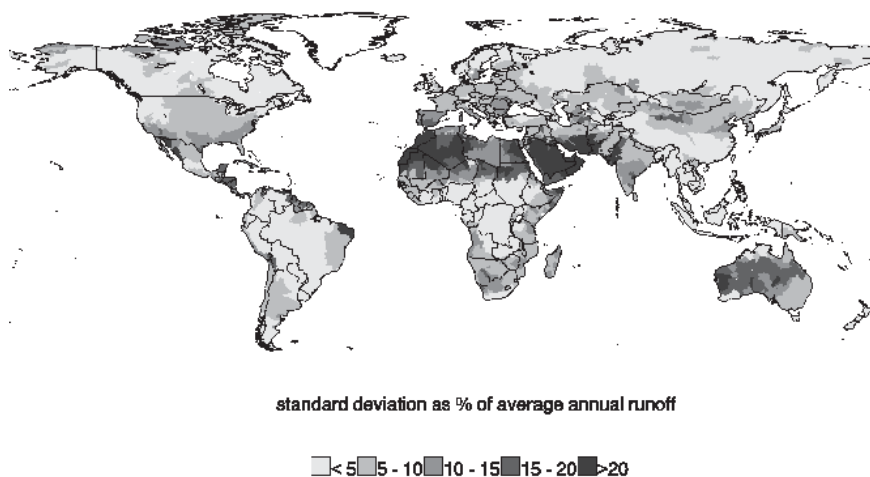 standard deviation as % of average annual runoff
< 5 5 - 10 10 - 15 15 - 20 >20